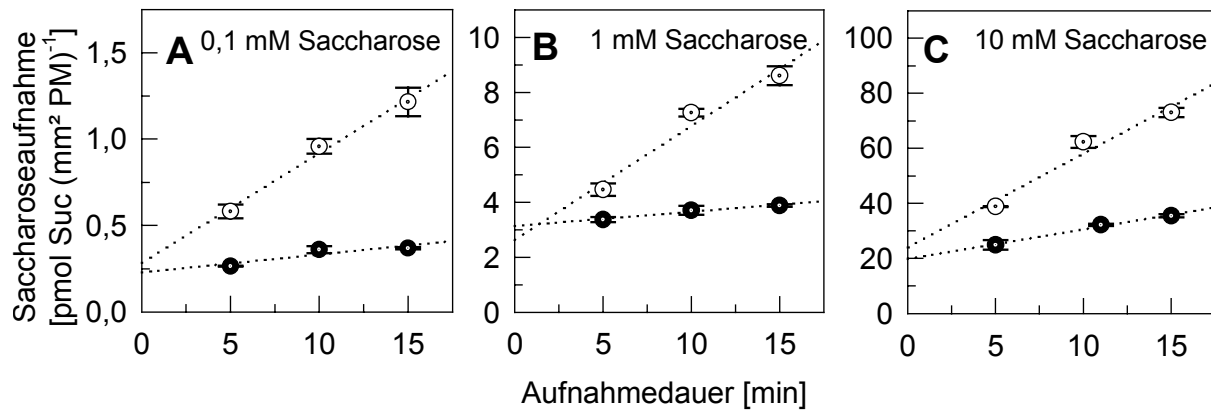 Saccharoseaufnahme
[pmol Suc (mm² PM)⁻¹]
A 0,1 mM Saccharose
1,5
1,0
0,5
0,0
0 5 10 15
B 1 mM Saccharose
10
8
6
4
2
0
0 5 10 15
C 10 mM Saccharose
100
80
60
40
20
0
0 5 10 15
Aufnahmedauer [min]